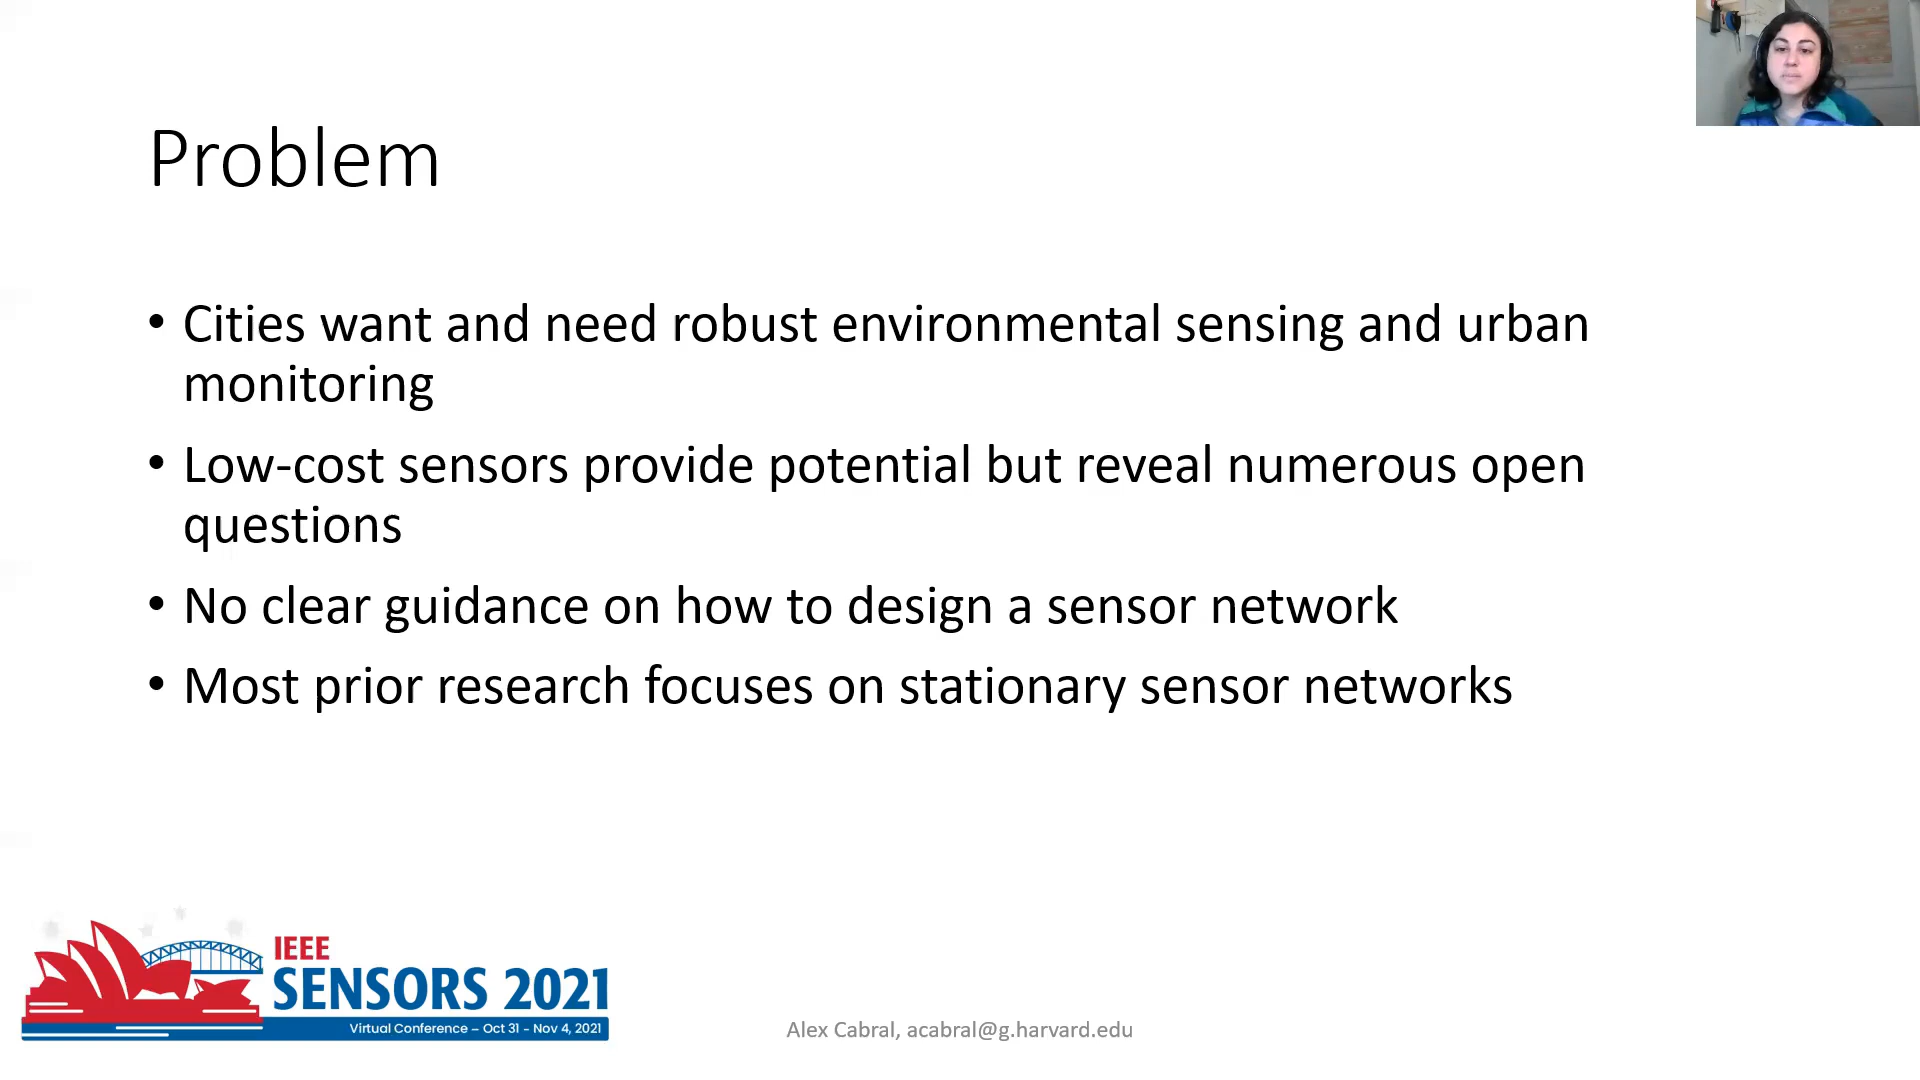 Problem
• Cities want and need robust environmental sensing and urban
monitoring
• Low-cost sensors provide potential but reveal numerous open
questions
• No clear guidance on how to design a sensor network
• Most prior research focuses on stationary sensor networks
IEEE
SENSORS 2021
Virtual Conference – Oct 31 - Nov 4, 2021
Alex Cabral, acabral@g.harvard.edu